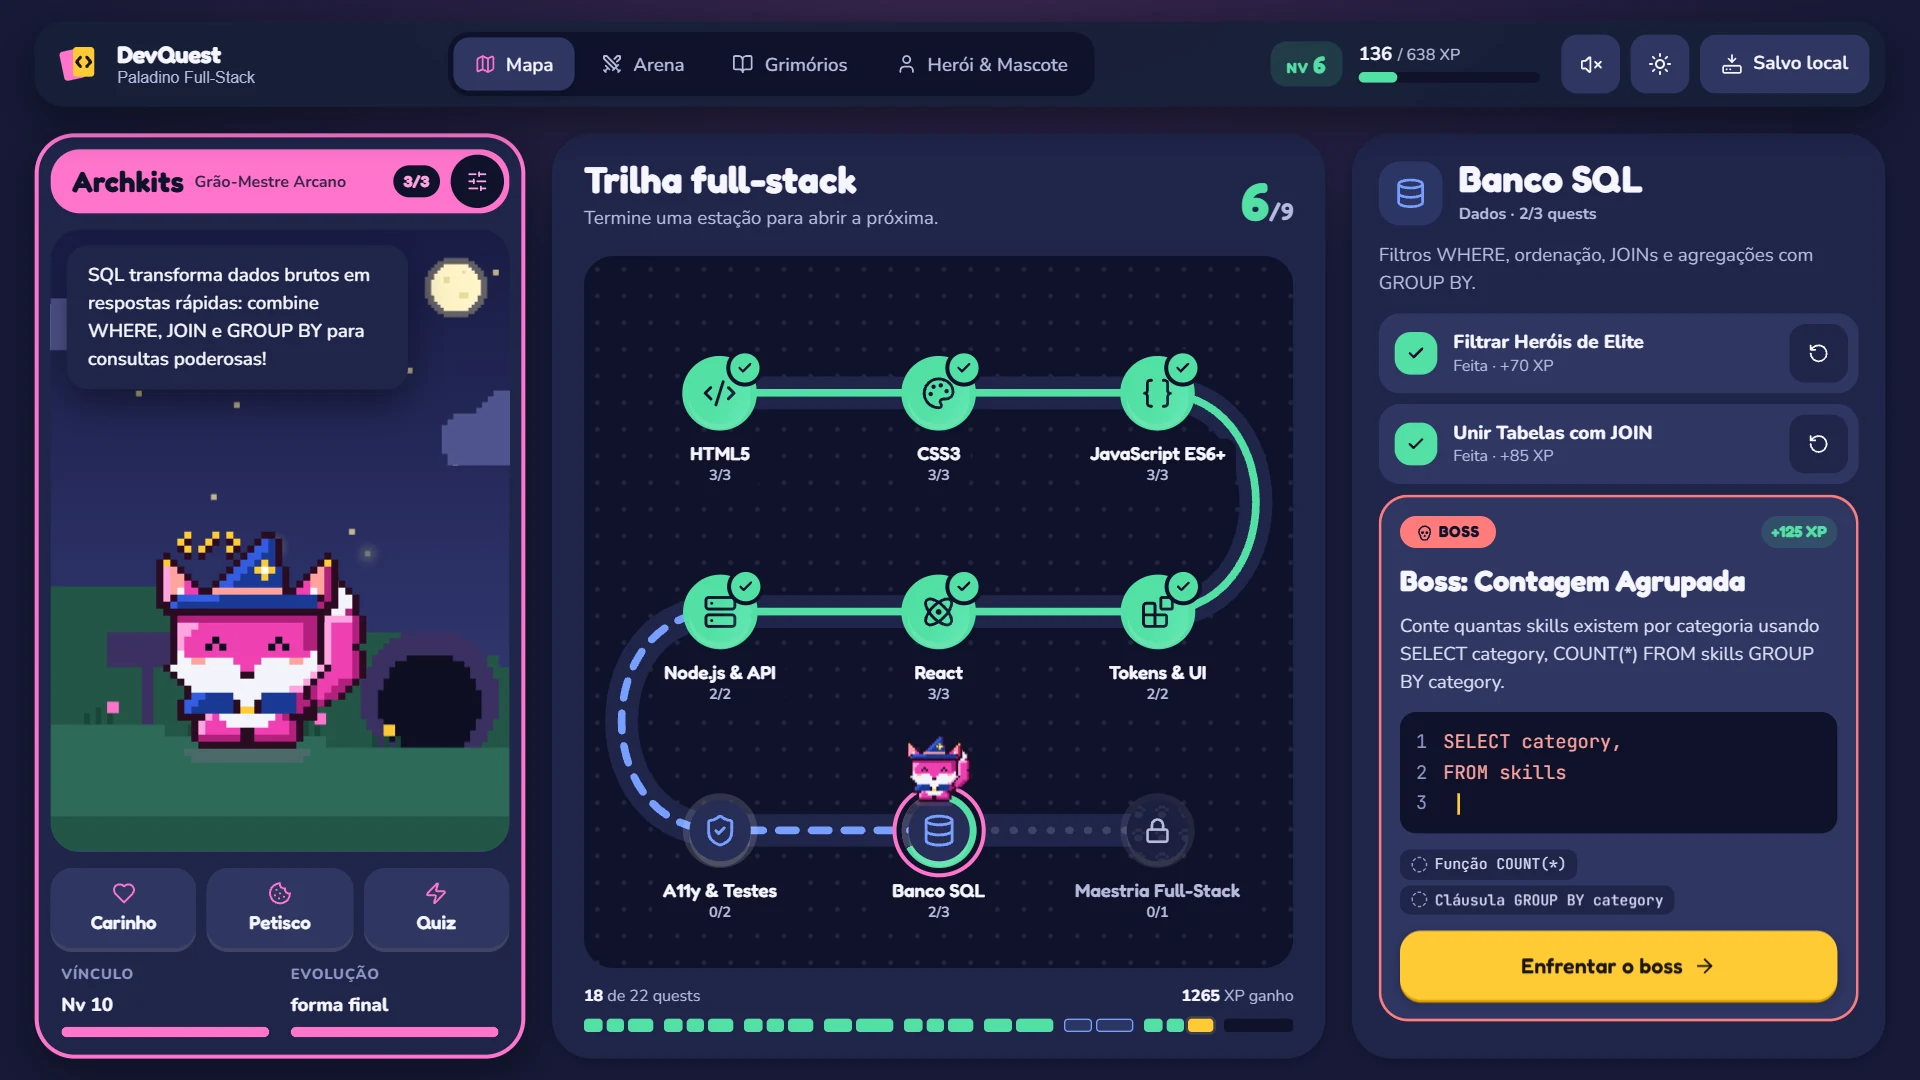 DevQuest
Paladino Full-Stack
Mapa
Arena
Grimórios
Herói & Mascote
NV 6
136 / 638 XP
Salvo local
Archkits Grão-Mestre Arcano 3/3
SQL transforma dados brutos em
respostas rápidas: combine
WHERE, JOIN e GROUP BY para
consultas poderosas!
Carinho
Petisco
Quiz
VÍNCULO
Nv 10
EVOLUÇÃO
forma final
Trilha full-stack
Termine uma estação para abrir a próxima.
6/9
HTML5
3/3
CSS3
3/3
JavaScript ES6+
3/3
Node.js & API
2/2
React
3/3
Tokens & UI
2/2
A11y & Testes
0/2
Banco SQL
2/3
Maestria Full-Stack
0/1
18 de 22 quests
1265 XP ganho
Banco SQL
Dados · 2/3 quests
Filtros WHERE, ordenação, JOINs e agregações com
GROUP BY.
Filtrar Heróis de Elite
Feita · +70 XP
Unir Tabelas com JOIN
Feita · +85 XP
BOSS
+125 XP
Boss: Contagem Agrupada
Conte quantas skills existem por categoria usando
SELECT category, COUNT(*) FROM skills GROUP
BY category.
1 SELECT category,
2 FROM skills
3
Função COUNT(*)
Cláusula GROUP BY category
Enfrentar o boss